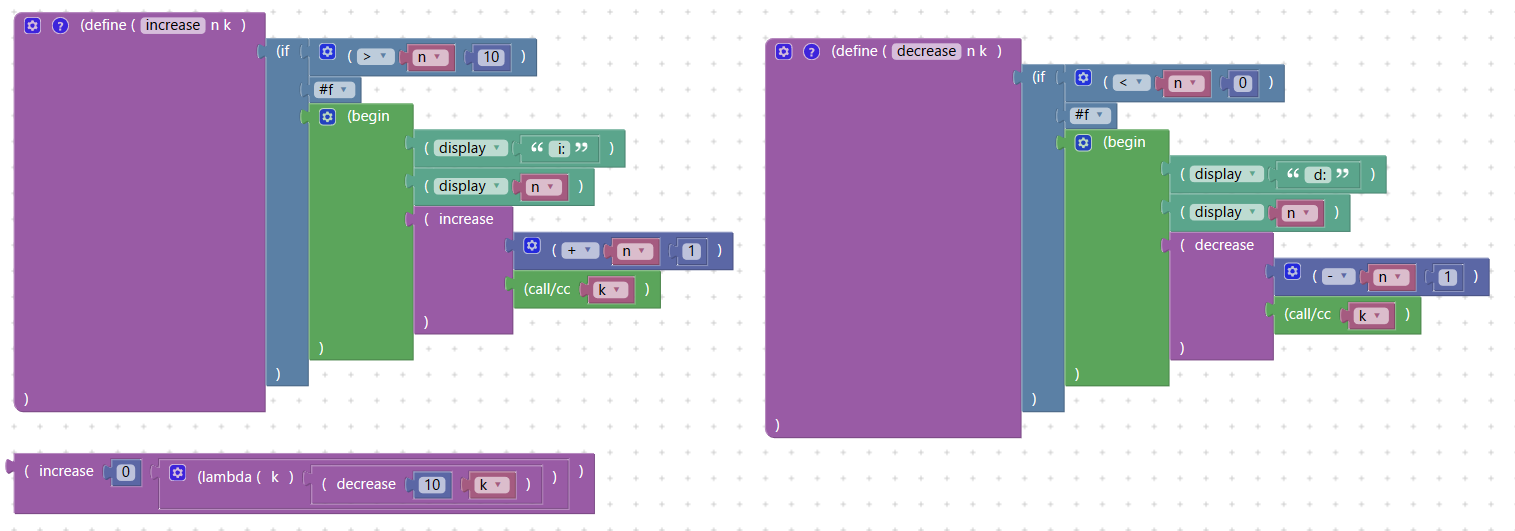 (define ( increase n k )
(if ( > n 10 )
#f
(begin
( display “ i: ” )
( display n )
( increase
( + n 1 )
(call/cc k )
)
)
)
)
(define ( decrease n k )
(if ( < n 0 )
#f
(begin
( display “ d: ” )
( display n )
( decrease
( - n 1 )
(call/cc k )
)
)
)
)
( increase 0 (lambda ( k ) ( decrease 10 k ) ) )